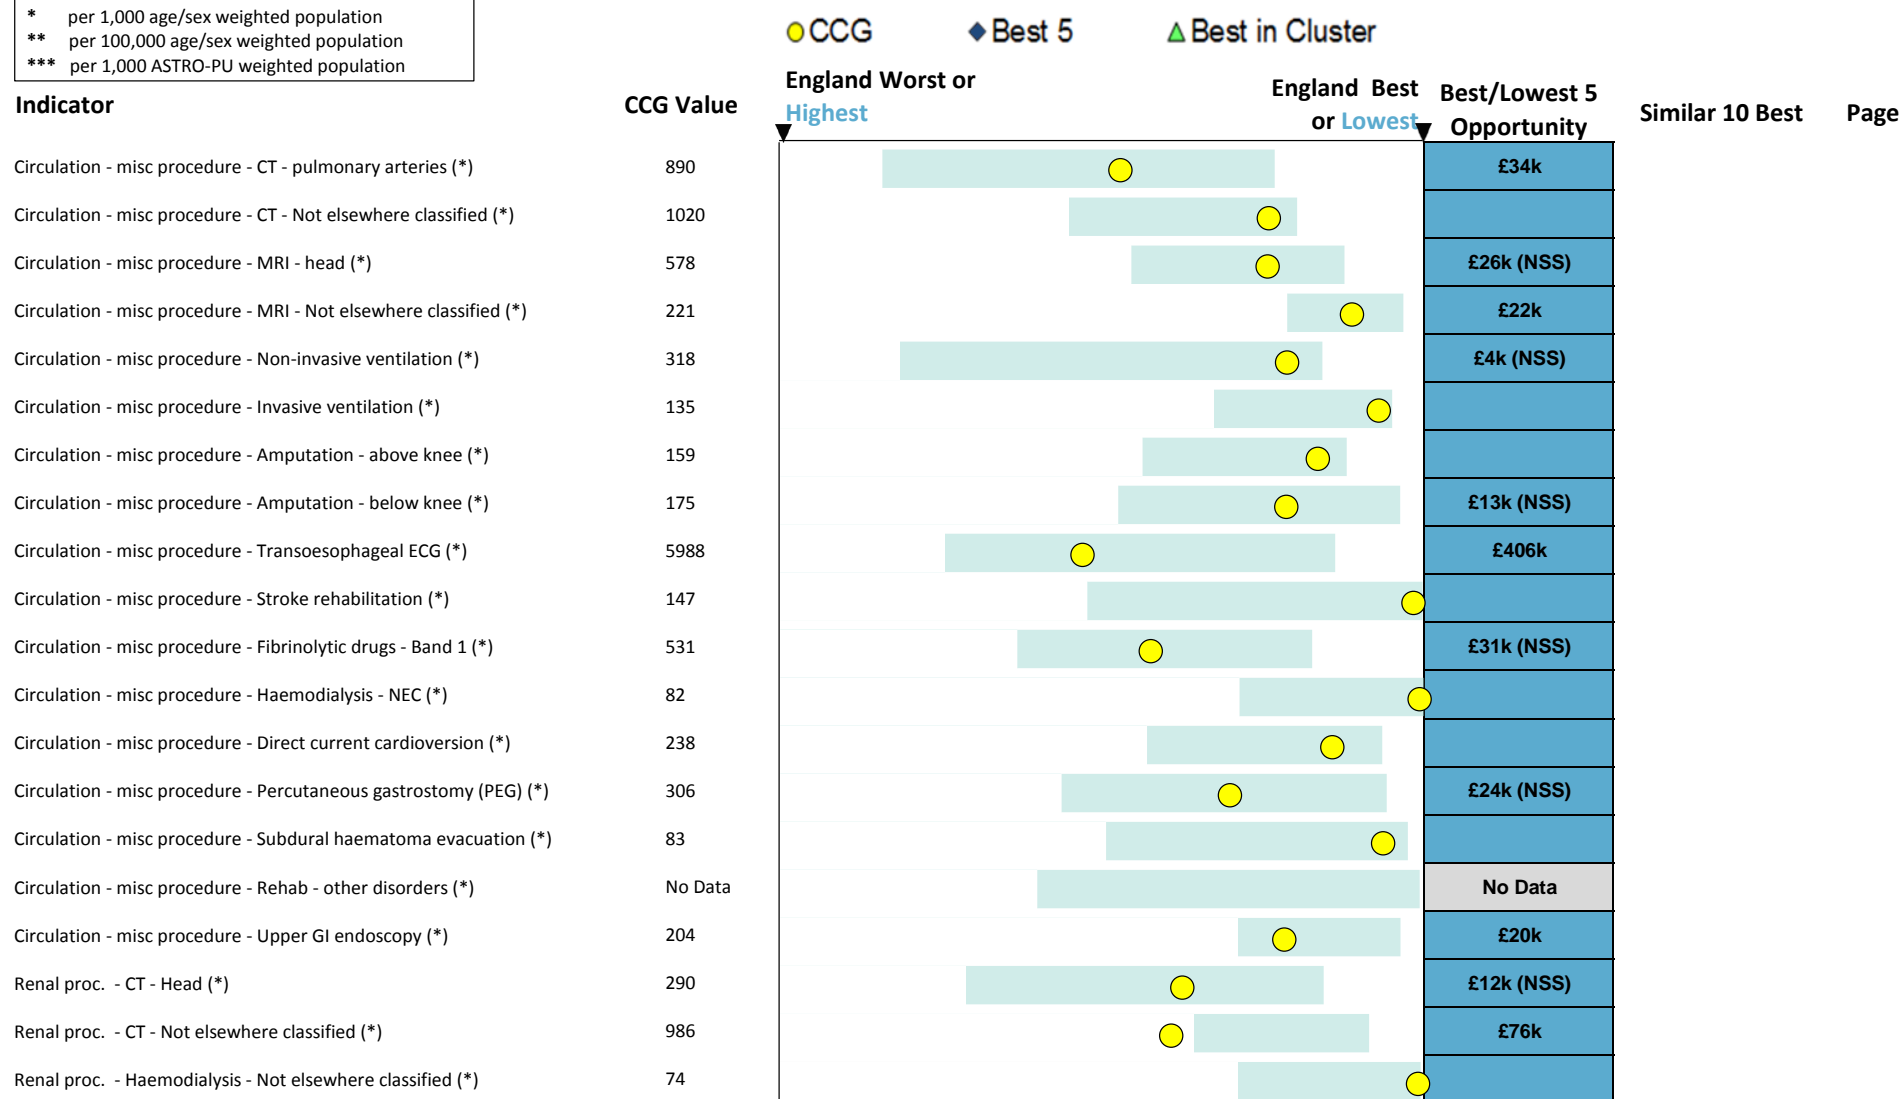 * per 1,000 age/sex weighted population
** per 100,000 age/sex weighted population
*** per 1,000 ASTRO-PU weighted population
CCG Best 5 Best in Cluster
Indicator CCG Value England Worst or Highest England Best or Lowest Best/Lowest 5 Opportunity Similar 10 Best Page
Circulation - misc procedure - CT - pulmonary arteries (*) 890 £34k
Circulation - misc procedure - CT - Not elsewhere classified (*) 1020
Circulation - misc procedure - MRI - head (*) 578 £26k (NSS)
Circulation - misc procedure - MRI - Not elsewhere classified (*) 221 £22k
Circulation - misc procedure - Non-invasive ventilation (*) 318 £4k (NSS)
Circulation - misc procedure - Invasive ventilation (*) 135
Circulation - misc procedure - Amputation - above knee (*) 159
Circulation - misc procedure - Amputation - below knee (*) 175 £13k (NSS)
Circulation - misc procedure - Transoesophageal ECG (*) 5988 £406k
Circulation - misc procedure - Stroke rehabilitation (*) 147
Circulation - misc procedure - Fibrinolytic drugs - Band 1 (*) 531 £31k (NSS)
Circulation - misc procedure - Haemodialysis - NEC (*) 82
Circulation - misc procedure - Direct current cardioversion (*) 238
Circulation - misc procedure - Percutaneous gastrostomy (PEG) (*) 306 £24k (NSS)
Circulation - misc procedure - Subdural haematoma evacuation (*) 83
Circulation - misc procedure - Rehab - other disorders (*) No Data No Data
Circulation - misc procedure - Upper GI endoscopy (*) 204 £20k
Renal proc. - CT - Head (*) 290 £12k (NSS)
Renal proc. - CT - Not elsewhere classified (*) 986 £76k
Renal proc. - Haemodialysis - Not elsewhere classified (*) 74